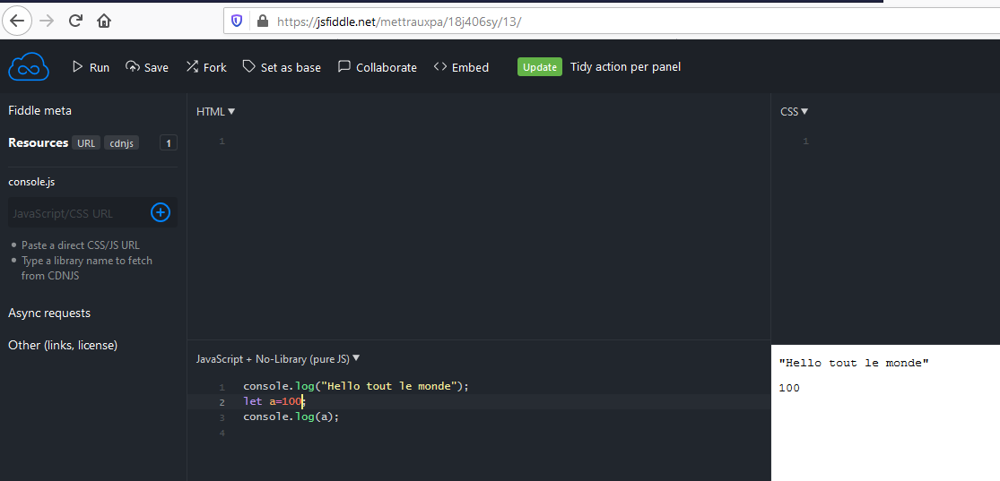 https://jsfiddle.net/mettrauxpa/18j406sy/13/
Run Save Fork Set as base Collaborate Embed Update Tidy action per panel
Fiddle meta
Resources URL cdnjs 1
console.js
JavaScript/CSS URL
Paste a direct CSS/JS URL
Type a library name to fetch
from CDNJS
Async requests
Other (links, license)
HTML
1
CSS
1
JavaScript + No-Library (pure JS)
1 console.log("Hello tout le monde");
2 let a=100;
3 console.log(a);
4
"Hello tout le monde"
100